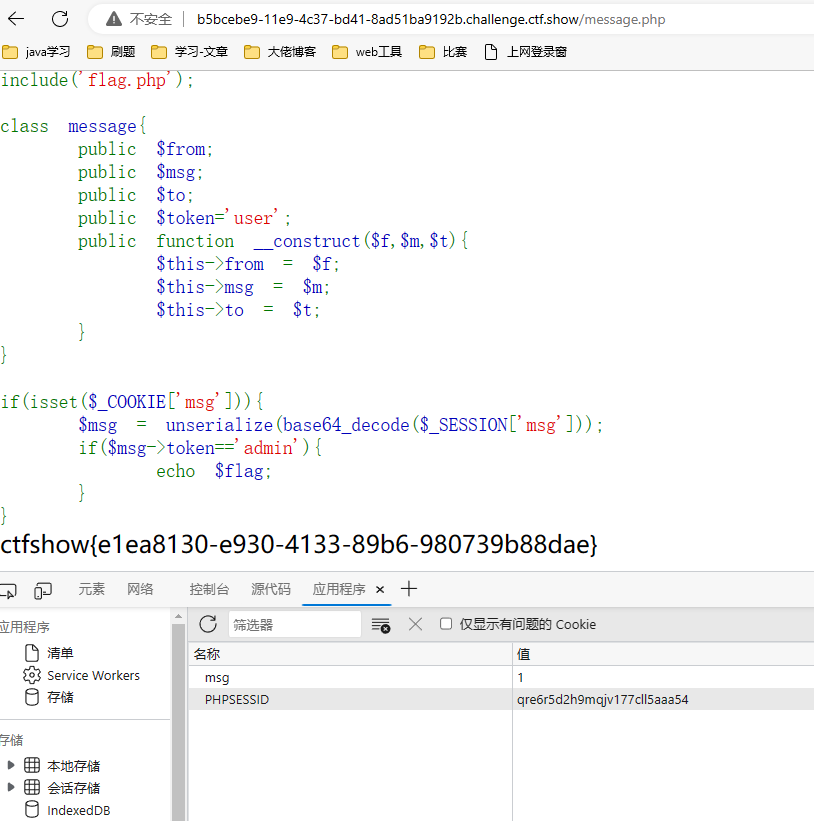 不安全 b5bcebe9-11e9-4c37-bd41-8ad51ba9192b.challenge.ctf.show/message.php
java学习 刷题 学习-文章 大佬博客 web工具 比赛 上网登录窗
include('flag.php');
class message{
public $from;
public $msg;
public $to;
public $token='user';
public function __construct($f,$m,$t){
$this->from = $f;
$this->msg = $m;
$this->to = $t;
}
}
if(isset($_COOKIE['msg'])){
$msg = unserialize(base64_decode($_SESSION['msg']));
if($msg->token=='admin'){
echo $flag;
}
}
ctfshow{e1ea8130-e930-4133-89b6-980739b88dae}
元素 网络 控制台 源代码 应用程序
应用程序 筛选器 仅显示有问题的 Cookie
清单 名称 值
Service Workers msg 1
存储 PHPSESSID qre6r5d2h9mqjv177cll5aaa54
存储
本地存储
会话存储
IndexedDB